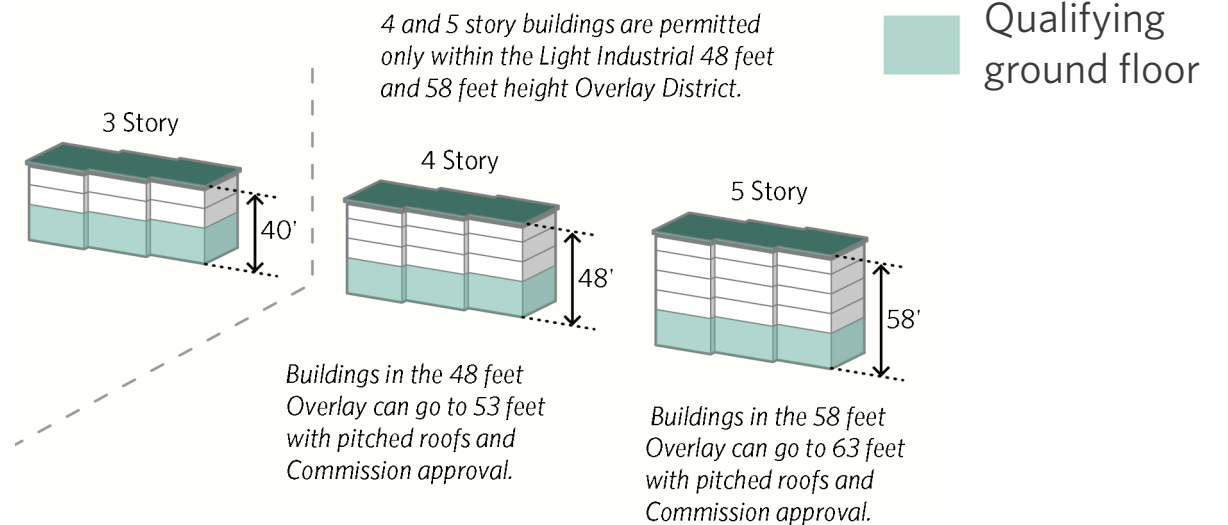 4 and 5 story buildings are permitted
only within the Light Industrial 48 feet
and 58 feet height Overlay District.
Qualifying
ground floor
3 Story
40'
4 Story
48'
5 Story
58'
Buildings in the 48 feet
Overlay can go to 53 feet
with pitched roofs and
Commission approval.
Buildings in the 58 feet
Overlay can go to 63 feet
with pitched roofs and
Commission approval.